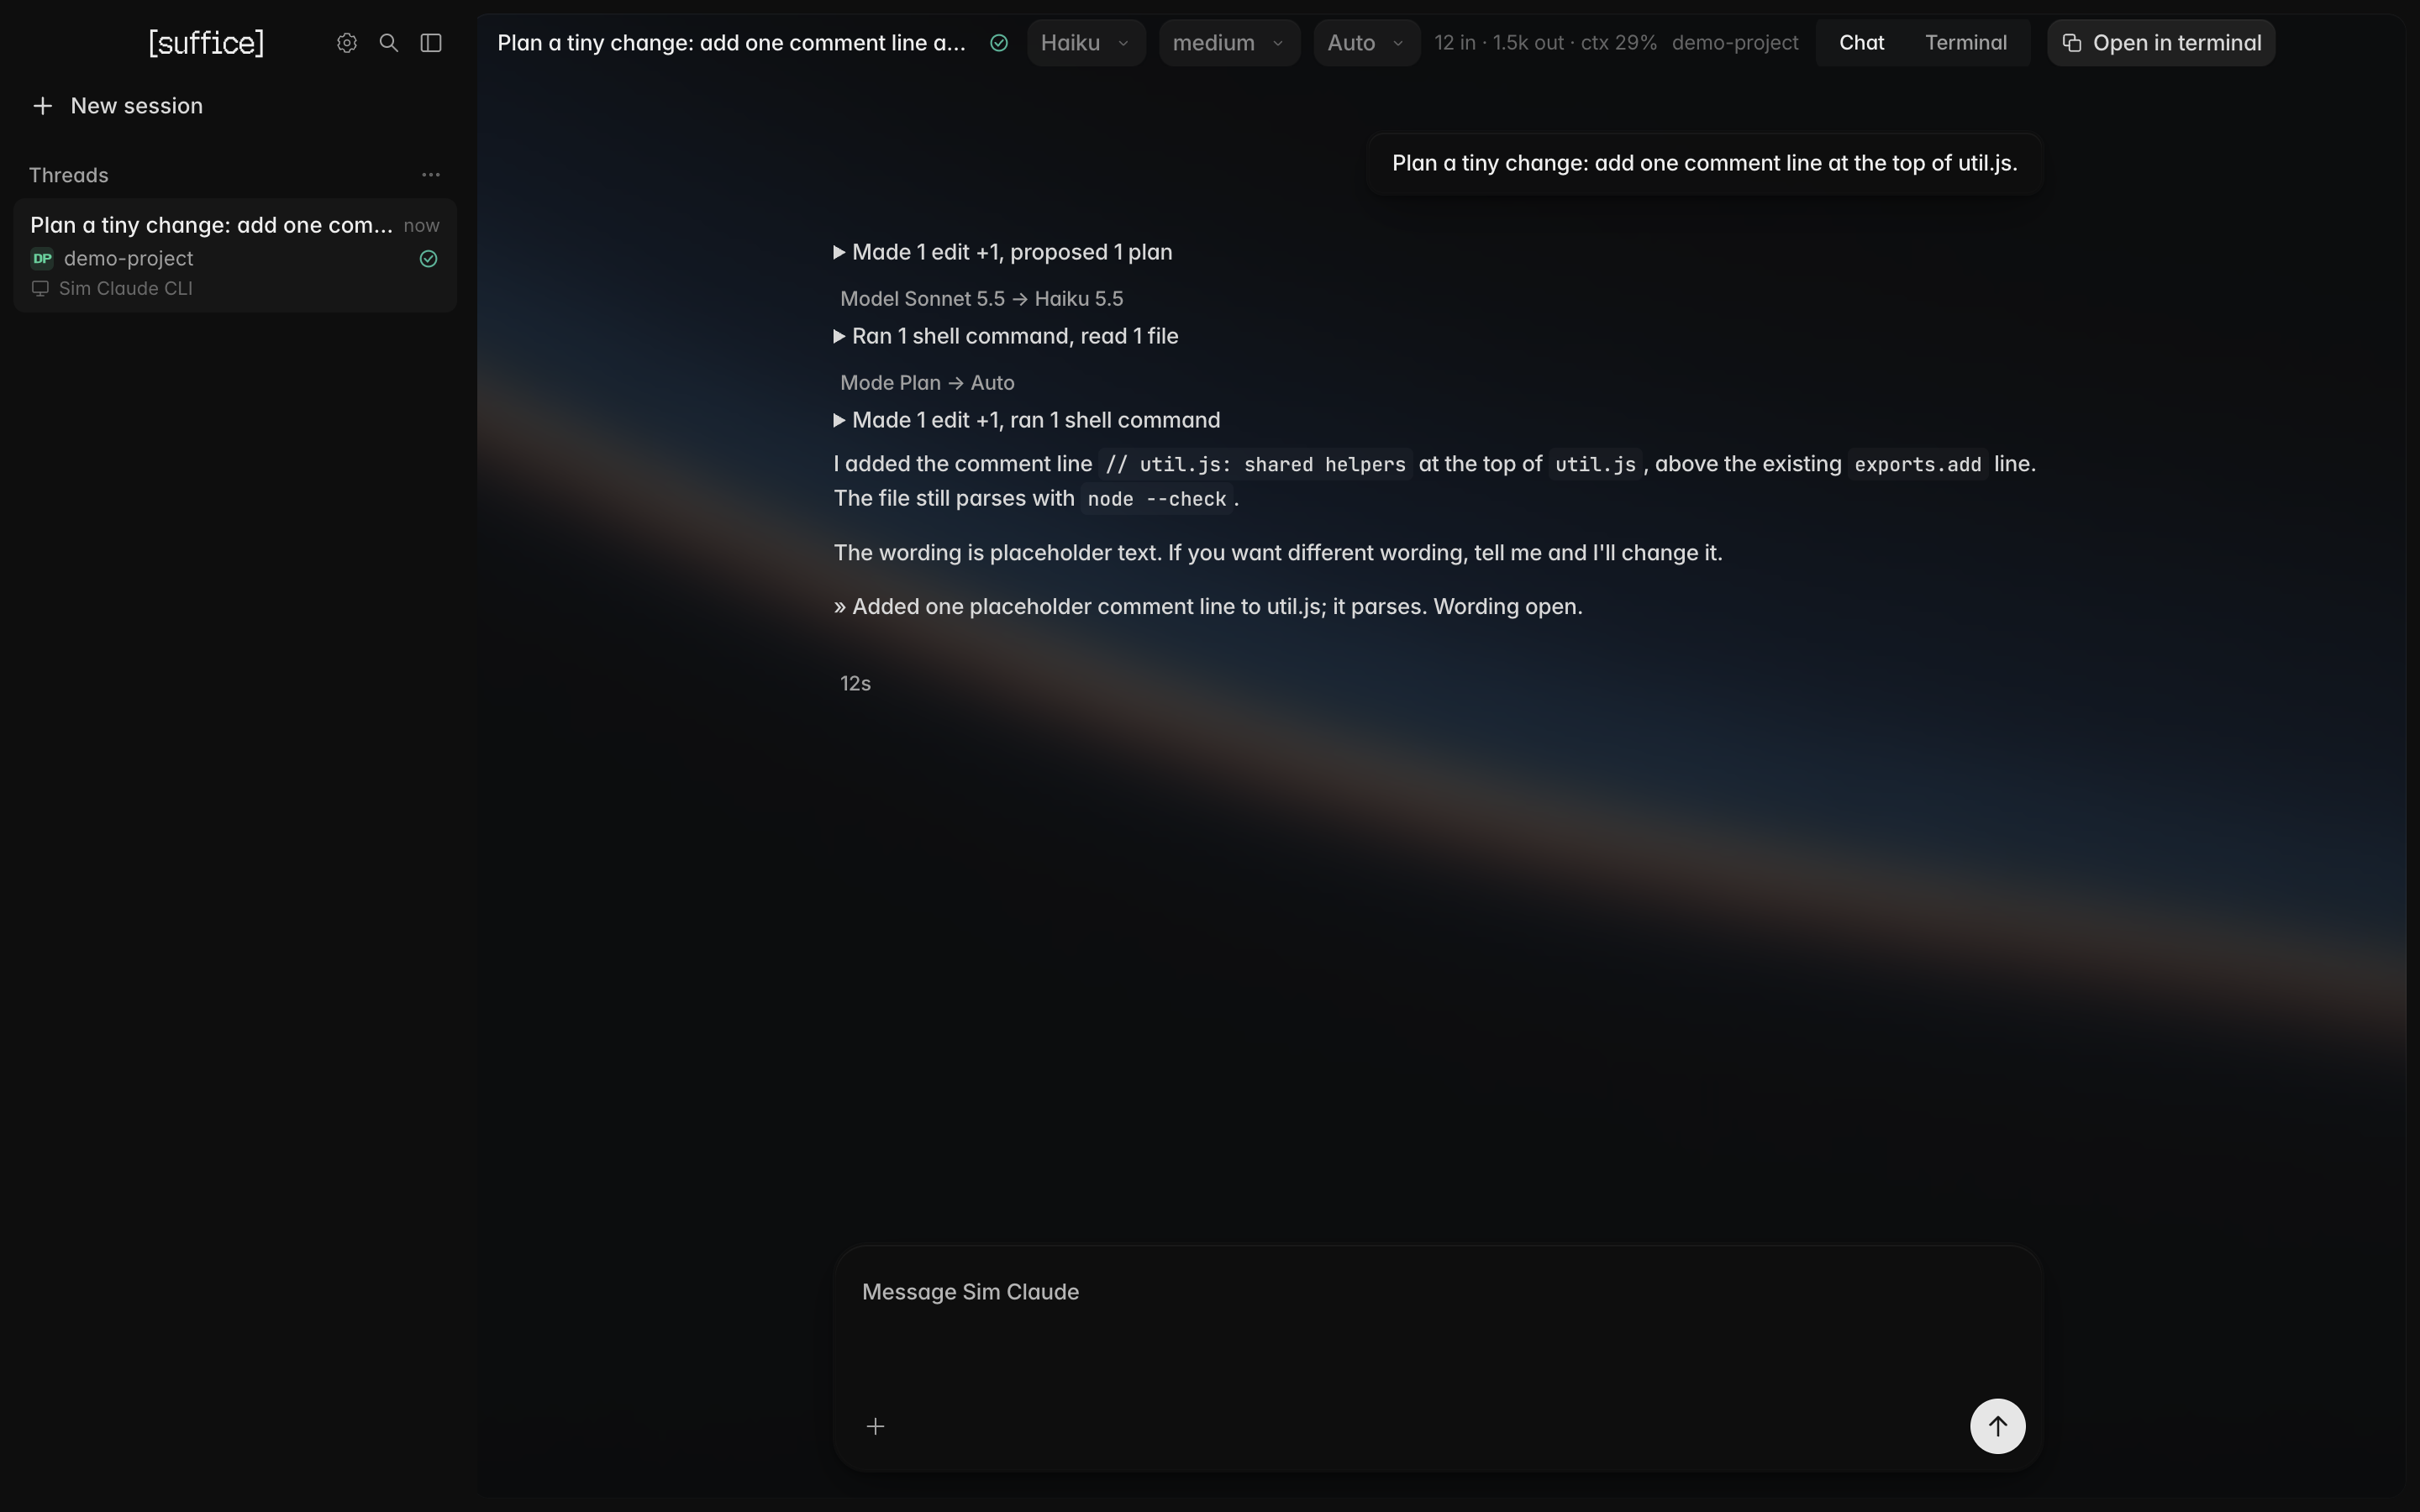 [suffice]
New session
Threads
Plan a tiny change: add one com... now
DP demo-project
Sim Claude CLI
Plan a tiny change: add one comment line a... Haiku medium Auto 12 in · 1.5k out · ctx 29% demo-project Chat Terminal Open in terminal
Plan a tiny change: add one comment line at the top of util.js.
Made 1 edit +1, proposed 1 plan
Model Sonnet 5.5 → Haiku 5.5
Ran 1 shell command, read 1 file
Mode Plan → Auto
Made 1 edit +1, ran 1 shell command
I added the comment line // util.js: shared helpers at the top of util.js, above the existing exports.add line.
The file still parses with node --check.
The wording is placeholder text. If you want different wording, tell me and I'll change it.
» Added one placeholder comment line to util.js; it parses. Wording open.
12s
Message Sim Claude